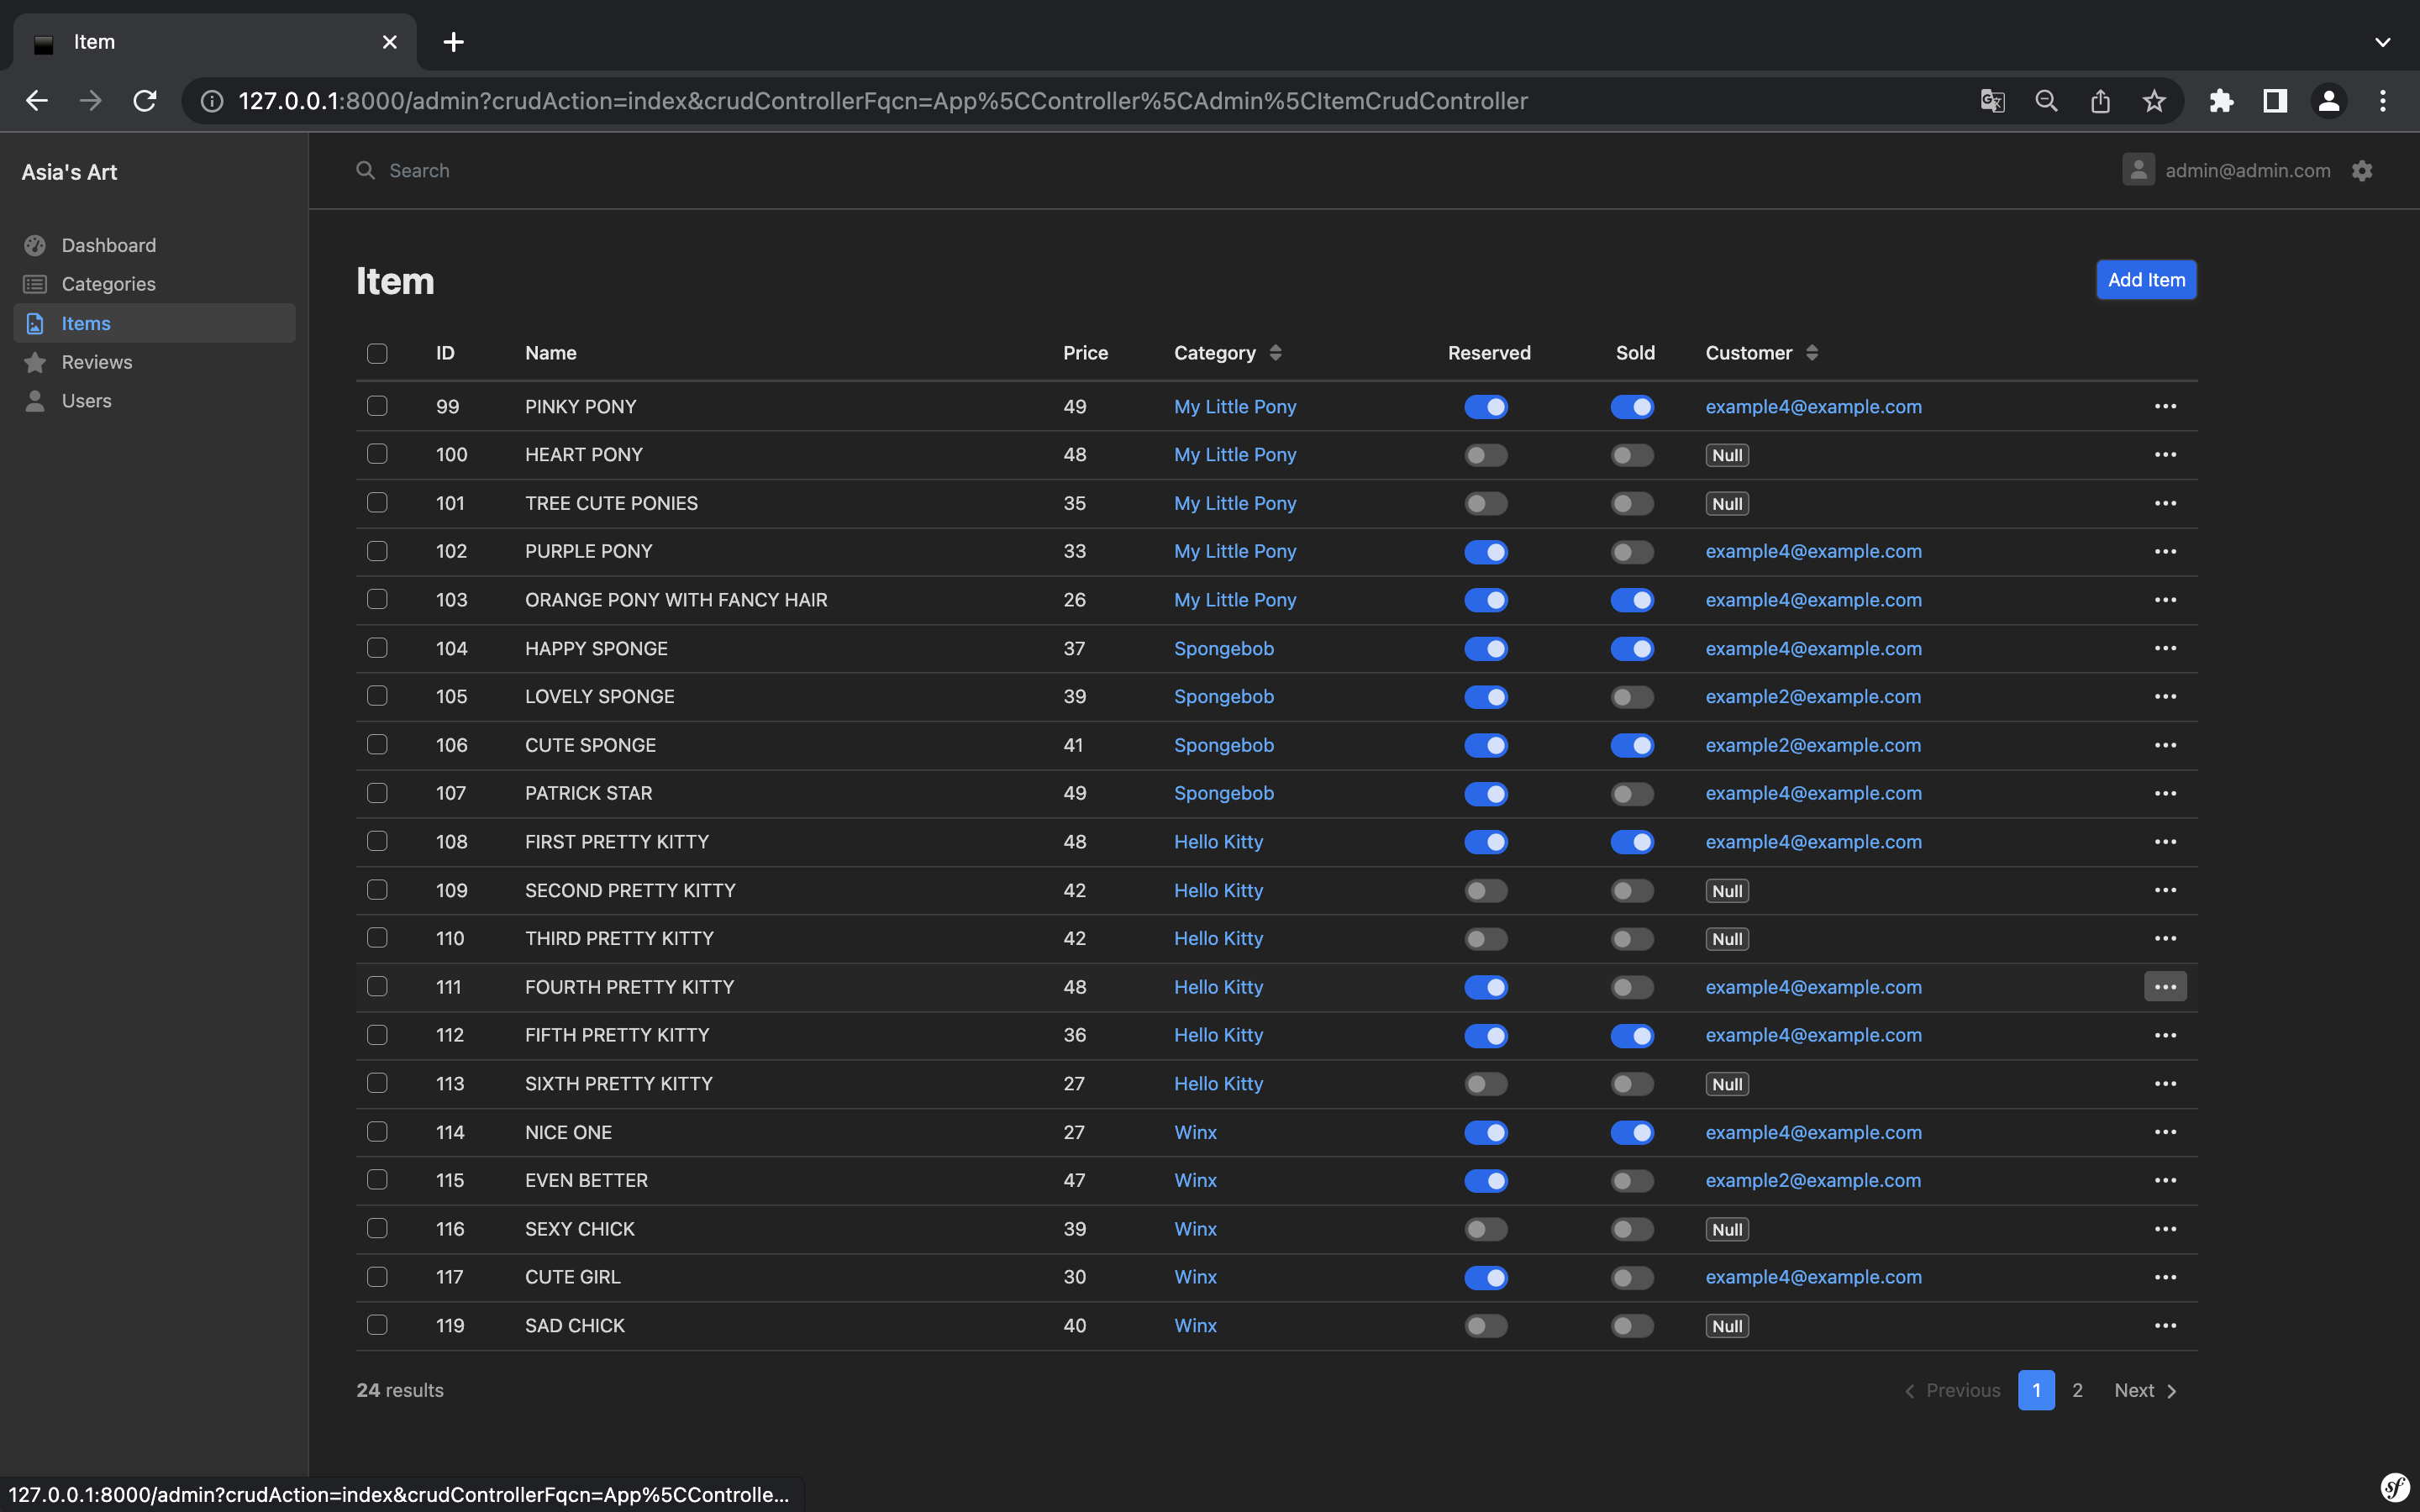 Item
127.0.0.1:8000/admin?crudAction=index&crudControllerFqcn=App%5CController%5CAdmin%5CItemCrudController
Asia's Art
Search
admin@admin.com
Dashboard
Categories
Items
Reviews
Users
Item
Add Item
ID Name Price Category Reserved Sold Customer
99 PINKY PONY 49 My Little Pony example4@example.com
100 HEART PONY 48 My Little Pony Null
101 TREE CUTE PONIES 35 My Little Pony Null
102 PURPLE PONY 33 My Little Pony example4@example.com
103 ORANGE PONY WITH FANCY HAIR 26 My Little Pony example4@example.com
104 HAPPY SPONGE 37 Spongebob example4@example.com
105 LOVELY SPONGE 39 Spongebob example2@example.com
106 CUTE SPONGE 41 Spongebob example2@example.com
107 PATRICK STAR 49 Spongebob example4@example.com
108 FIRST PRETTY KITTY 48 Hello Kitty example4@example.com
109 SECOND PRETTY KITTY 42 Hello Kitty Null
110 THIRD PRETTY KITTY 42 Hello Kitty Null
111 FOURTH PRETTY KITTY 48 Hello Kitty example4@example.com
112 FIFTH PRETTY KITTY 36 Hello Kitty example4@example.com
113 SIXTH PRETTY KITTY 27 Hello Kitty Null
114 NICE ONE 27 Winx example4@example.com
115 EVEN BETTER 47 Winx example2@example.com
116 SEXY CHICK 39 Winx Null
117 CUTE GIRL 30 Winx example4@example.com
119 SAD CHICK 40 Winx Null
24 results
Previous 1 2 Next
127.0.0.1:8000/admin?crudAction=index&crudControllerFqcn=App%5CControlle...
sf